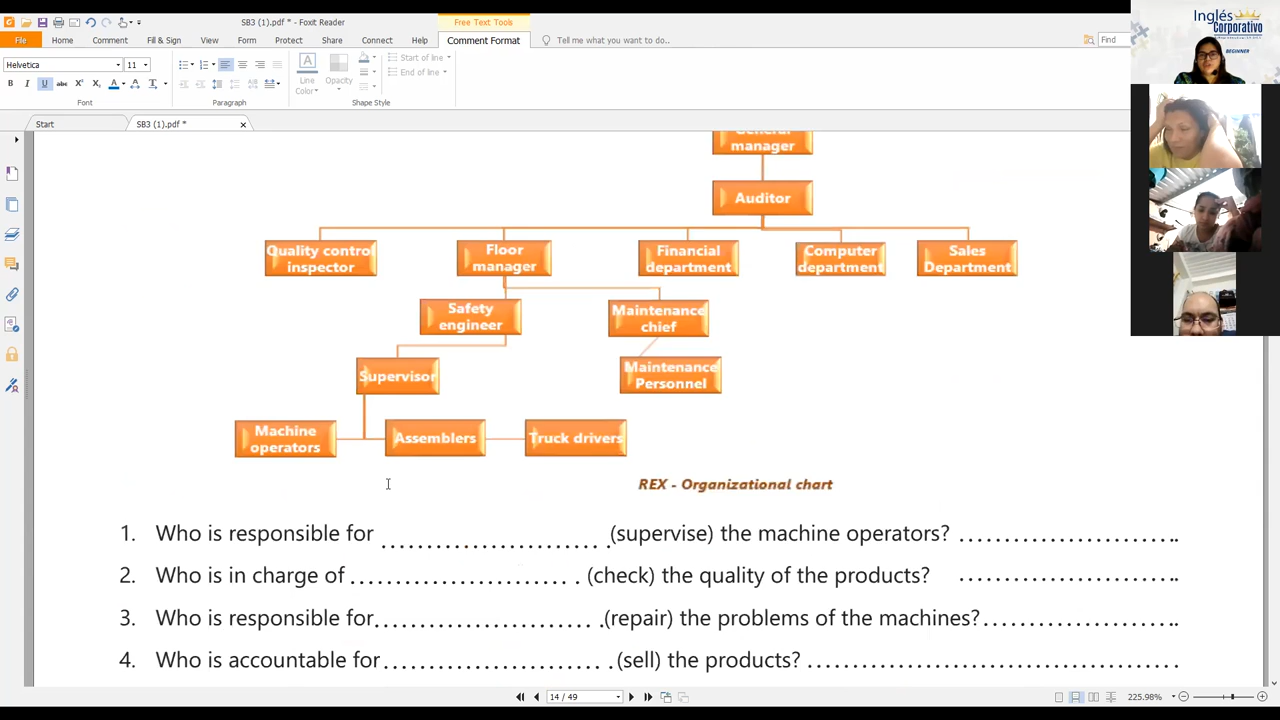 SB3 (1).pdf * - Foxit Reader
Free Text Tools
File Home Comment Fill & Sign View Form Protect Share Connect Help Comment Format Tell me what you want to do.. Find
Helvetica 11
Line Color
Opacity
Start of line
End of line
Font Paragraph Shape Style
Start SB3 (1).pdf *
Inglés
Corporativo
BEGINNER
General
manager
Auditor
Quality control
inspector
Floor
manager
Financial
department
Computer
department
Sales
Department
Safety
engineer
Maintenance
chief
Supervisor
Maintenance
Personnel
Machine
operators
Assemblers
Truck drivers
REX - Organizational chart
1. Who is responsible for ........................ (supervise) the machine operators? ........................
2. Who is in charge of ........................ (check) the quality of the products? ........................
3. Who is responsible for........................ (repair) the problems of the machines?......................
4. Who is accountable for........................ (sell) the products? .........................................
14 / 49
225.98%